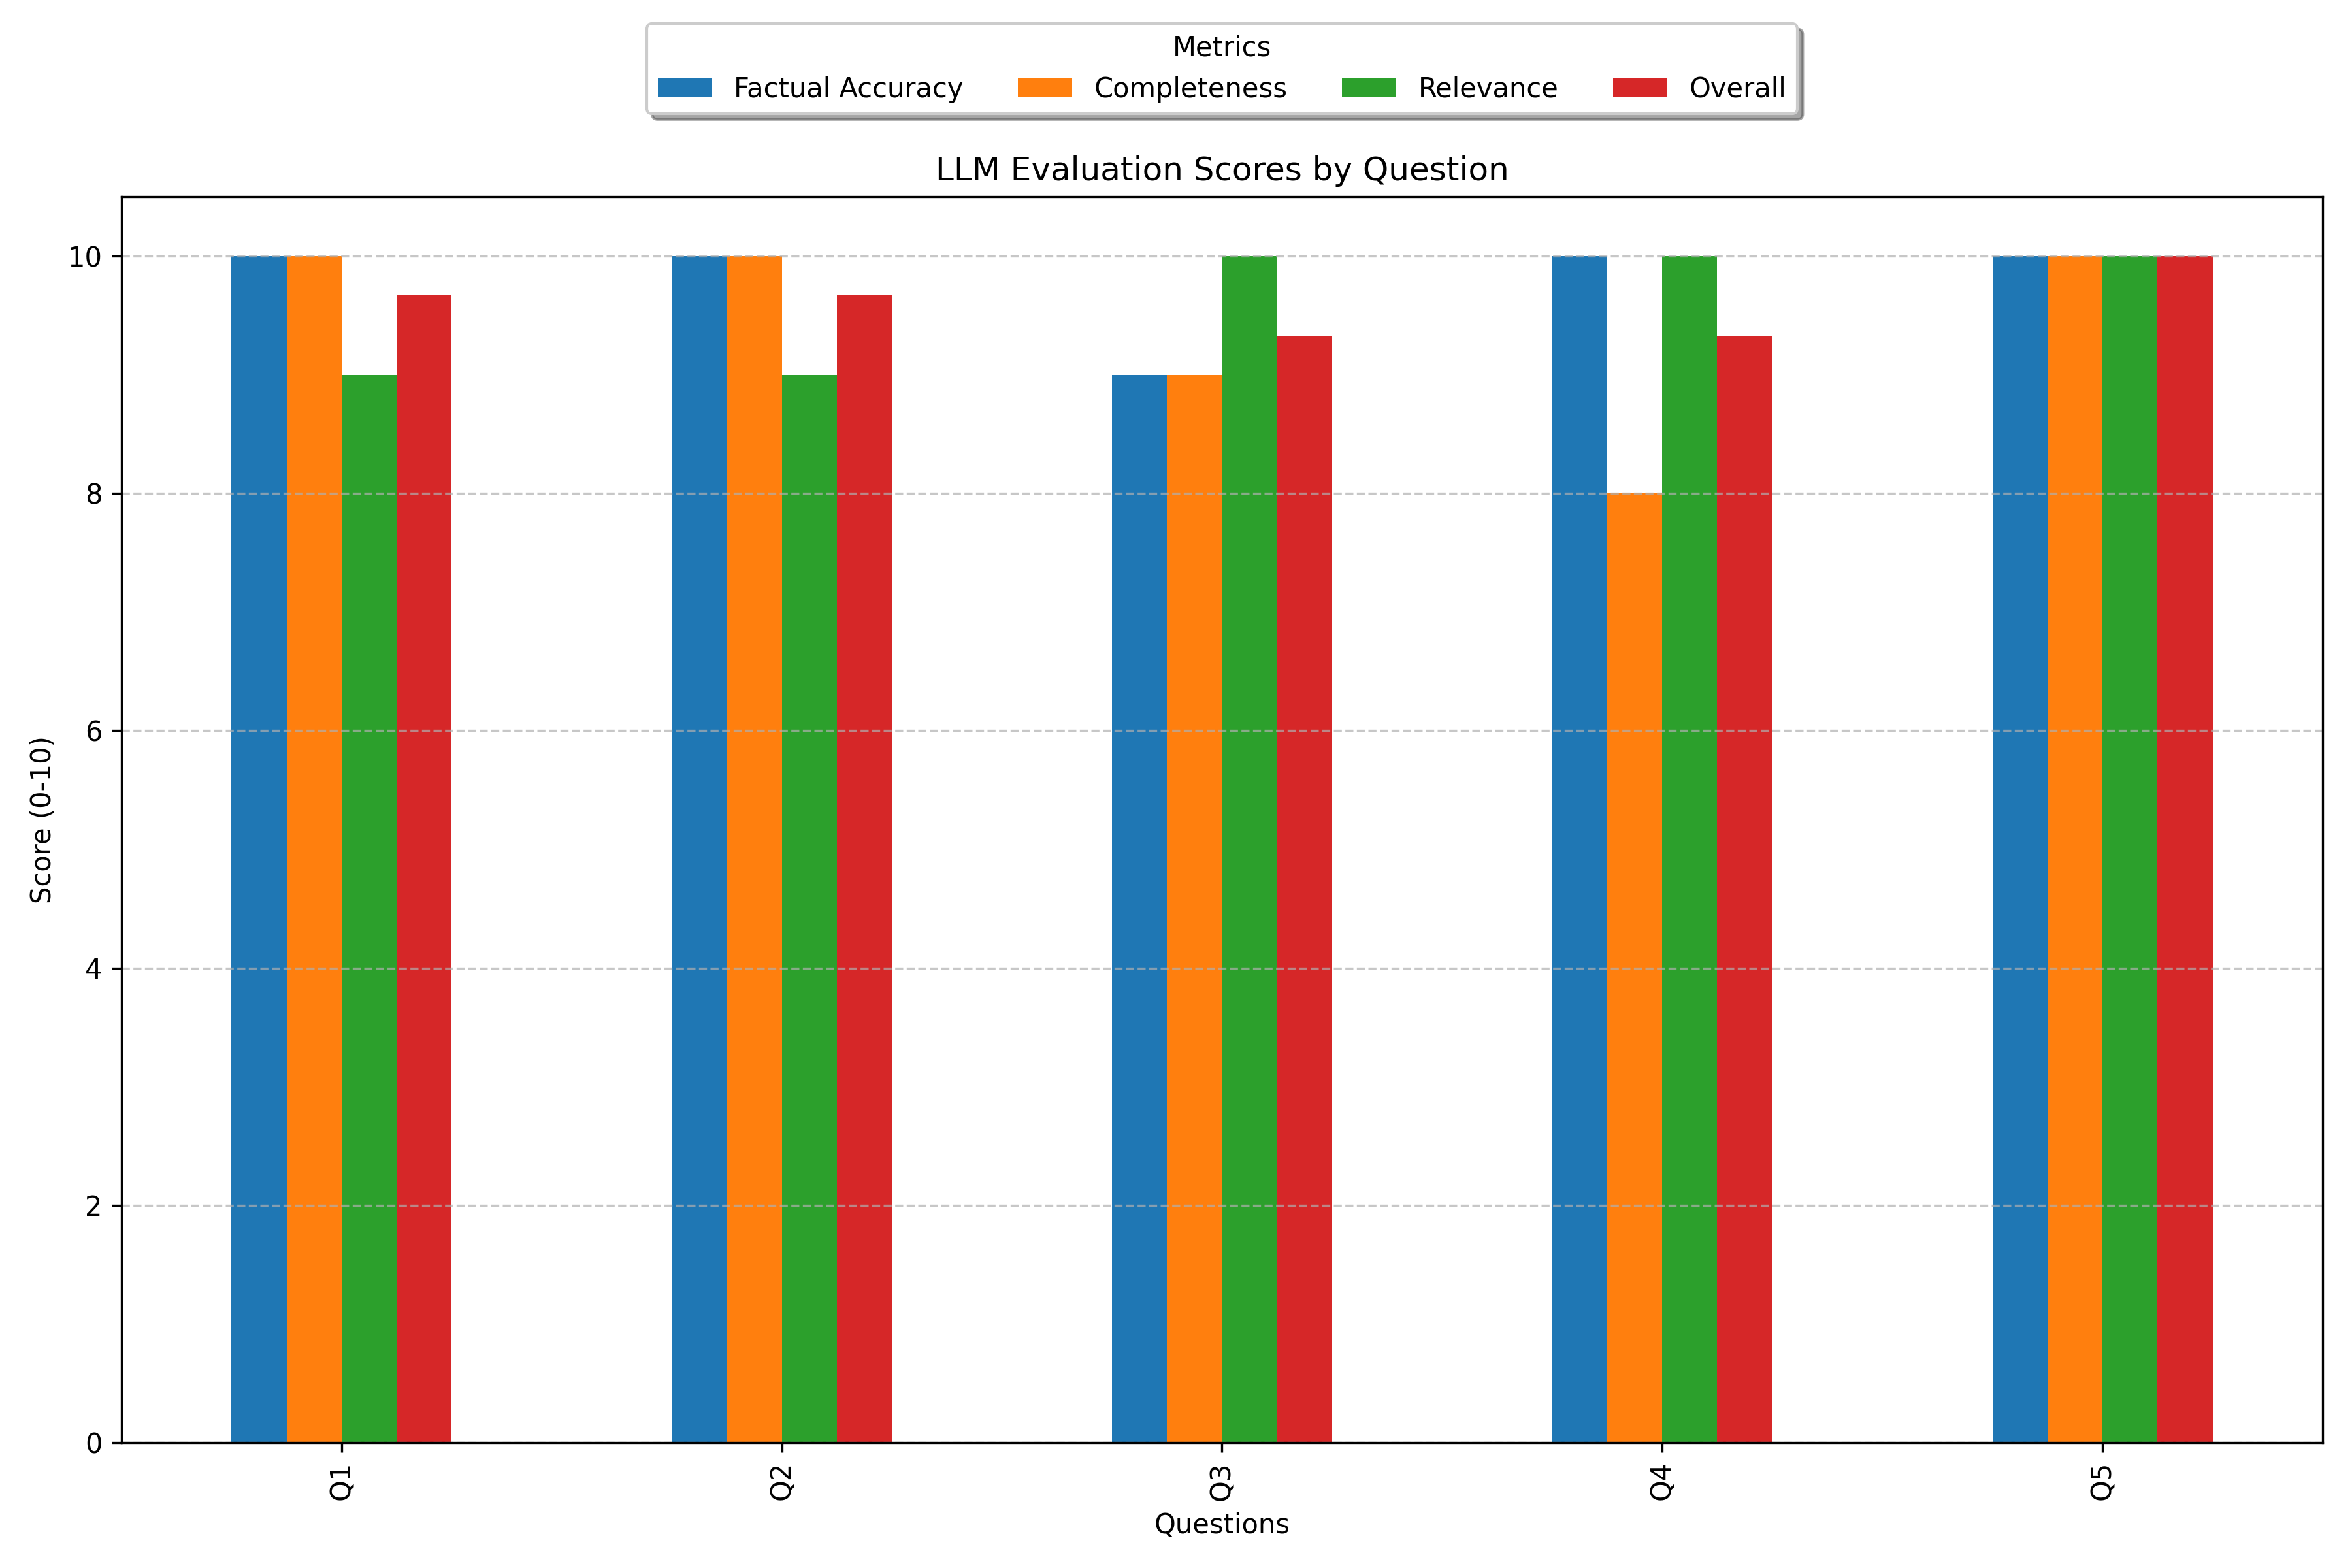 Metrics
Factual Accuracy Completeness Relevance Overall
LLM Evaluation Scores by Question
10
8
6
4
2
0
Score (0-10)
Q1 Q2 Q3 Q4 Q5
Questions